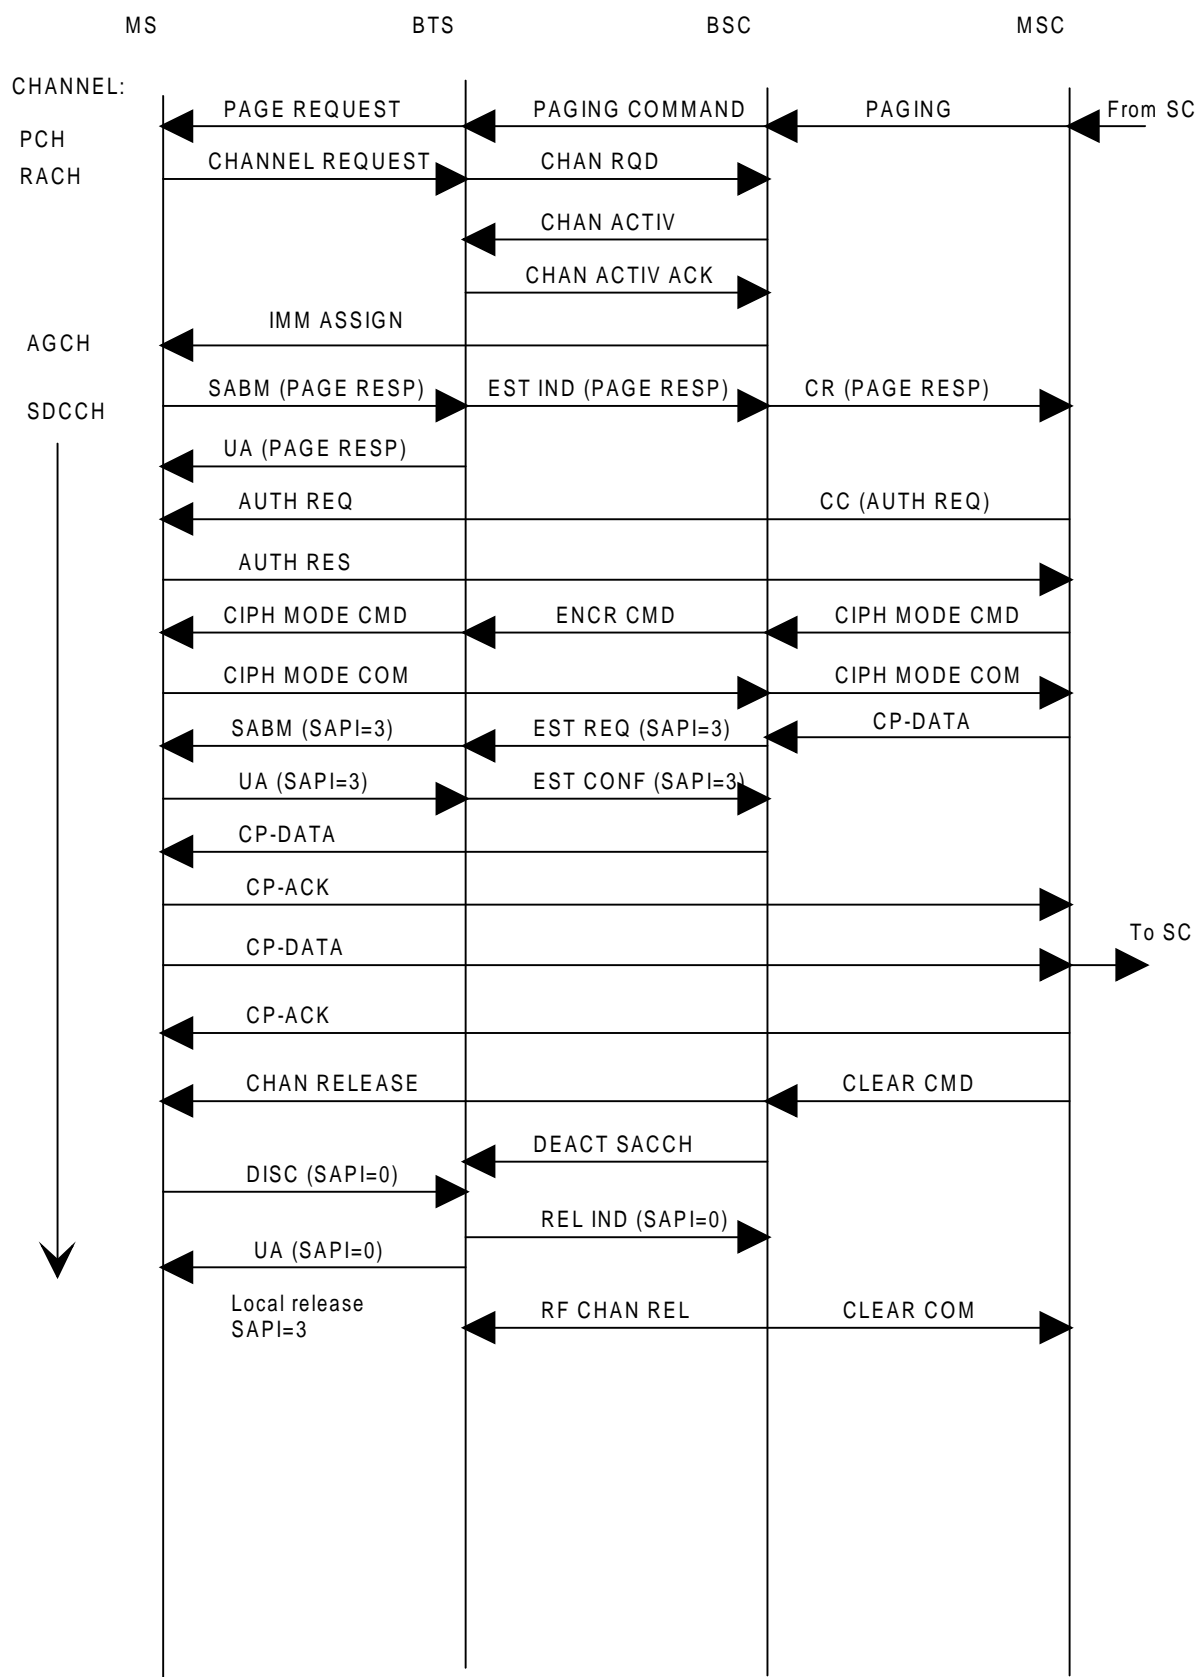 MS BTS BSC MSC
CHANNEL:
PAGE REQUEST PAGING COMMAND PAGING From SC
PCH
CHANNEL REQUEST CHAN RQD
RACH
CHAN ACTIV
CHAN ACTIV ACK
IMM ASSIGN
AGCH
SABM (PAGE RESP) EST IND (PAGE RESP) CR (PAGE RESP)
SDCCH
UA (PAGE RESP)
AUTH REQ CC (AUTH REQ)
AUTH RES
CIPH MODE CMD ENCR CMD CIPH MODE CMD
CIPH MODE COM CIPH MODE COM
SABM (SAPI=3) EST REQ (SAPI=3) CP-DATA
UA (SAPI=3) EST CONF (SAPI=3)
CP-DATA
CP-ACK
CP-DATA To SC
CP-ACK
CHAN RELEASE CLEAR CMD
DEACT SACCH
DISC (SAPI=0)
REL IND (SAPI=0)
UA (SAPI=0)
Local release RF CHAN REL CLEAR COM
SAPI=3